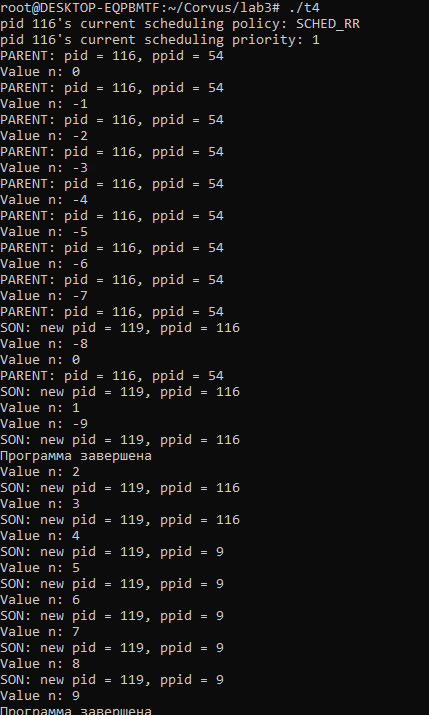 root@DESKTOP-EQPBMTF:~/Corvus/lab3# ./t4
pid 116's current scheduling policy: SCHED_RR
pid 116's current scheduling priority: 1
PARENT: pid = 116, ppid = 54
Value n: 0
PARENT: pid = 116, ppid = 54
Value n: -1
PARENT: pid = 116, ppid = 54
Value n: -2
PARENT: pid = 116, ppid = 54
Value n: -3
PARENT: pid = 116, ppid = 54
Value n: -4
PARENT: pid = 116, ppid = 54
Value n: -5
PARENT: pid = 116, ppid = 54
Value n: -6
PARENT: pid = 116, ppid = 54
Value n: -7
PARENT: pid = 116, ppid = 54
SON: new pid = 119, ppid = 116
Value n: -8
Value n: 0
PARENT: pid = 116, ppid = 54
SON: new pid = 119, ppid = 116
Value n: 1
Value n: -9
SON: new pid = 119, ppid = 116
Программа завершена
Value n: 2
SON: new pid = 119, ppid = 116
Value n: 3
SON: new pid = 119, ppid = 116
Value n: 4
SON: new pid = 119, ppid = 9
Value n: 5
SON: new pid = 119, ppid = 9
Value n: 6
SON: new pid = 119, ppid = 9
Value n: 7
SON: new pid = 119, ppid = 9
Value n: 8
SON: new pid = 119, ppid = 9
Value n: 9
Программа завершена